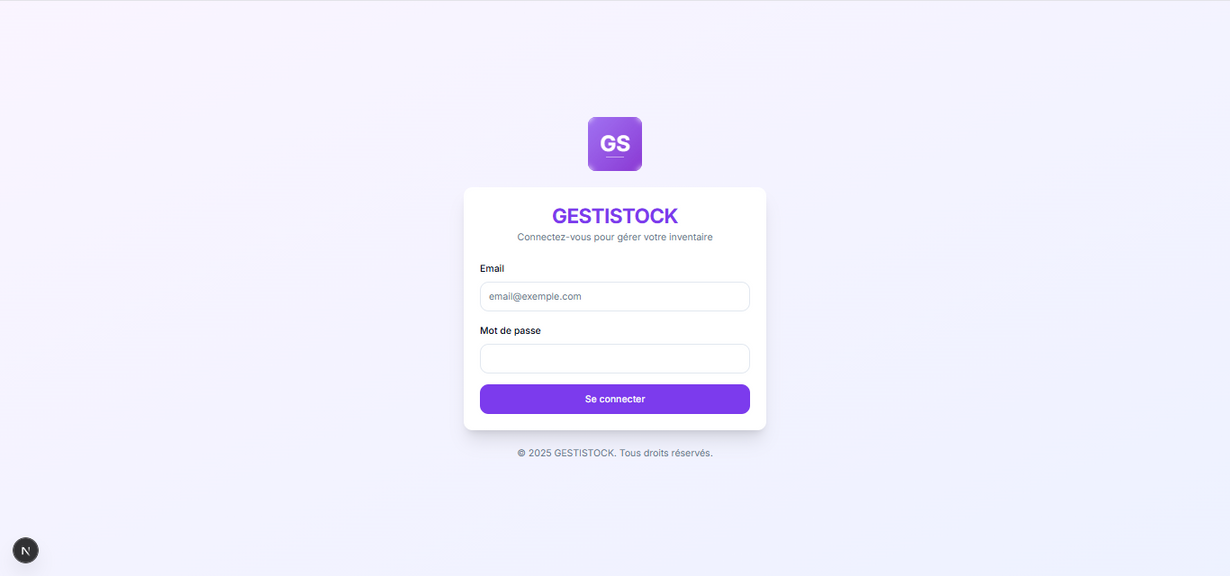 GS
GESTISTOCK
Connectez-vous pour gérer votre inventaire
Email
email@exemple.com
Mot de passe
Se connecter
© 2025 GESTISTOCK. Tous droits réservés.
N